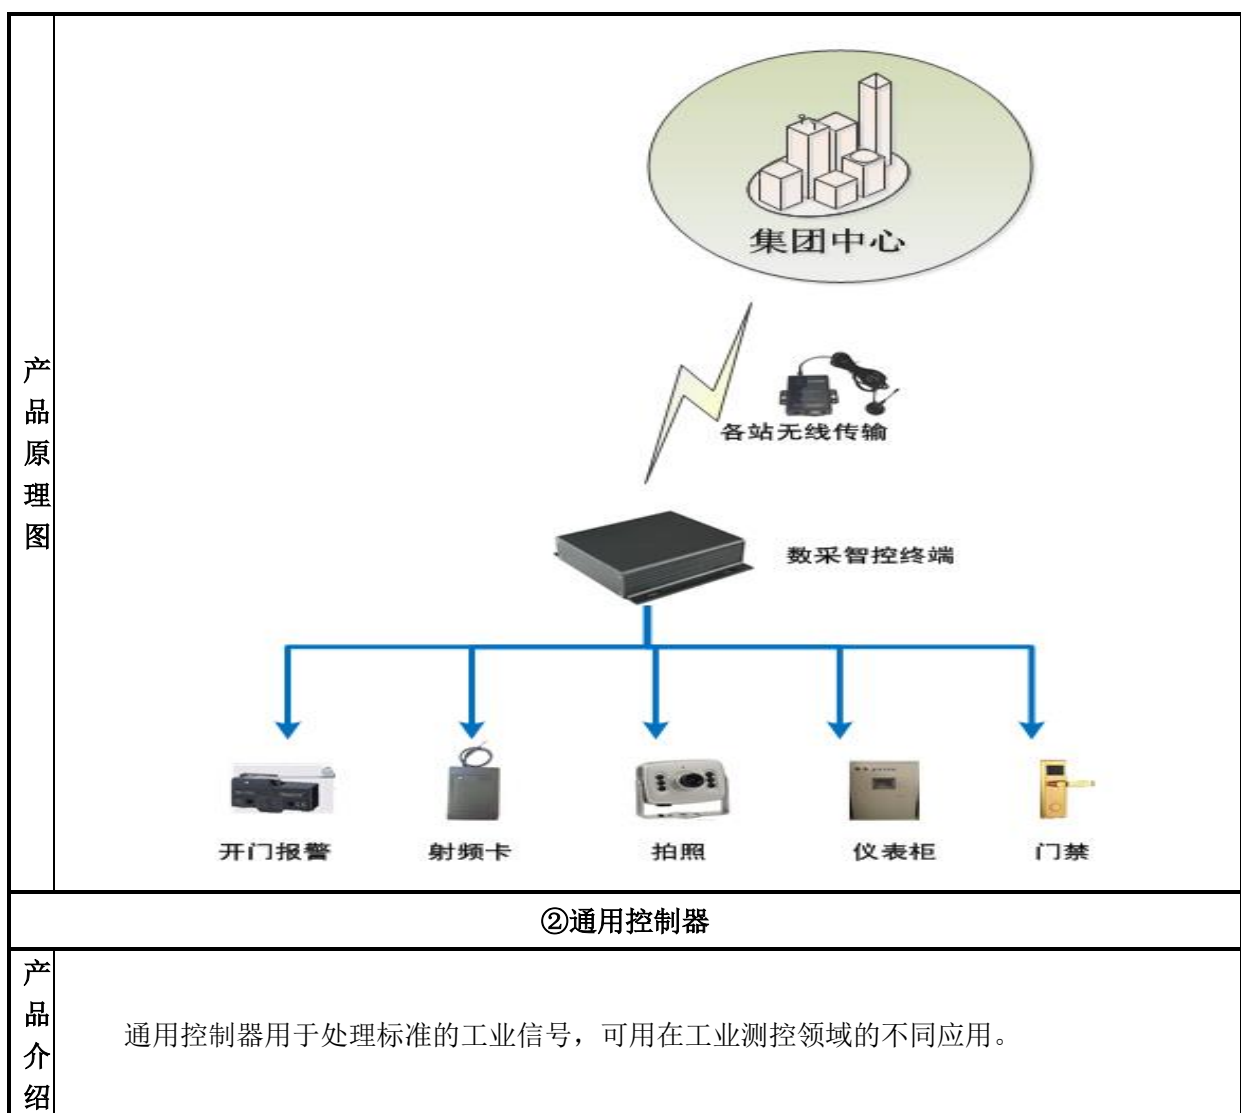 产品原理图
集团中心
各站无线传输
数采智控终端
开门报警
射频卡
拍照
仪表柜
门禁
②通用控制器
产品介绍
通用控制器用于处理标准的工业信号，可用在工业测控领域的不同应用。